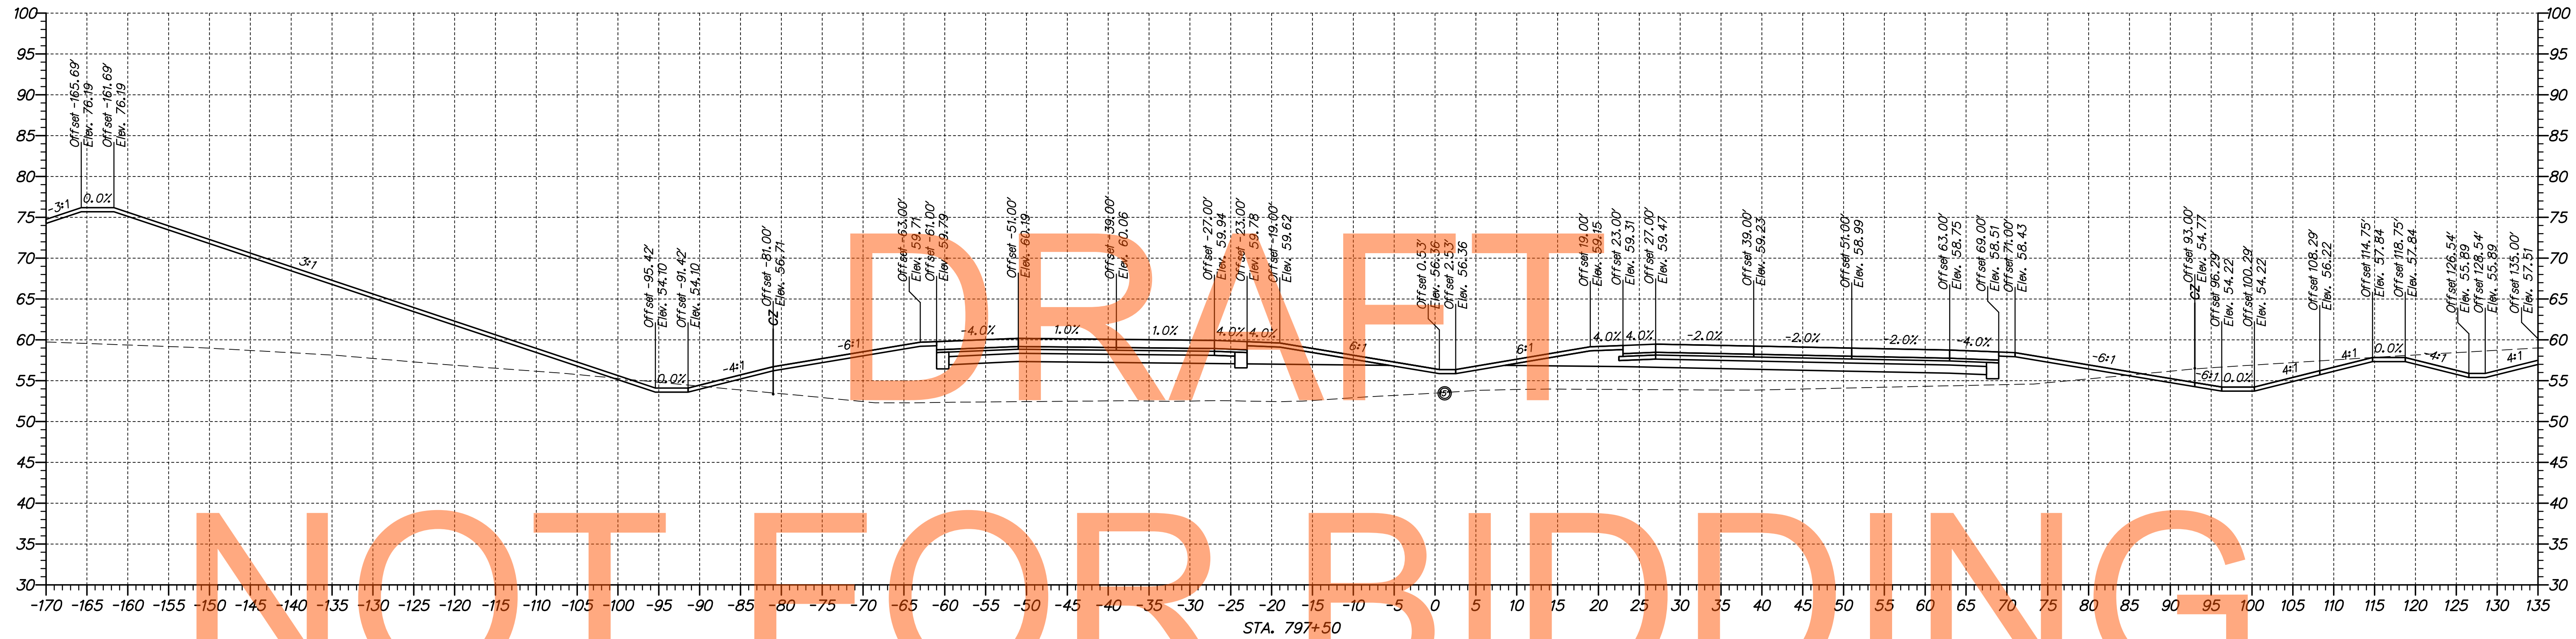 100
95
90
85
80
75
70
65
60
55
50
45
40
35
30
100
95
90
85
80
75
70
65
60
55
50
45
40
35
30
Offset -165.69'
Elev. 76.19
Offset -161.69'
Elev. 76.19
Offset -95.42'
Elev. 54.10
Offset -91.42'
Elev. 54.10
CZ
Offset -81.00'
Elev. 56.71
Offset -63.00'
Elev. 59.71
Offset -61.00'
Elev. 59.79
Offset -51.00'
Elev. 60.19
Offset -39.00'
Elev. 60.06
Offset -27.00'
Elev. 59.94
Offset -23.00'
Elev. 59.78
Offset -19.00'
Elev. 59.62
Offset 0.53'
Elev. 56.36
Offset 2.53'
Elev. 56.36
Offset 19.00'
Elev. 59.15
Offset 23.00'
Elev. 59.31
Offset 27.00'
Elev. 59.47
Offset 39.00'
Elev. 59.23
Offset 51.00'
Elev. 58.99
Offset 63.00'
Elev. 58.75
Offset 69.00'
Elev. 58.51
Offset 71.00'
Elev. 58.43
CZ
Offset 93.00'
Elev. 54.77
Offset 96.29'
Elev. 54.22
Offset 100.29'
Elev. 54.22
Offset 108.29'
Elev. 56.22
Offset 114.75'
Elev. 57.84
Offset 118.75'
Elev. 57.84
Offset 126.54'
Elev. 55.89
Offset 128.54'
Elev. 55.89
Offset 135.00'
Elev. 57.51
-3:1
0.0%
3:1
0.0%
-4:1
-6:1
-4.0%
1.0%
1.0%
4.0%
4.0%
6:1
6:1
4.0%
4.0%
-2.0%
-2.0%
-2.0%
-4.0%
-6:1
-6:1
0.0%
4:1
4:1
0.0%
-4:1
4:1
DRAFT
NOT FOR BIDDING
-170 -165 -160 -155 -150 -145 -140 -135 -130 -125 -120 -115 -110 -105 -100 -95 -90 -85 -80 -75 -70 -65 -60 -55 -50 -45 -40 -35 -30 -25 -20 -15 -10 -5 0 5 10 15 20 25 30 35 40 45 50 55 60 65 70 75 80 85 90 95 100 105 110 115 120 125 130 135
STA. 797+50